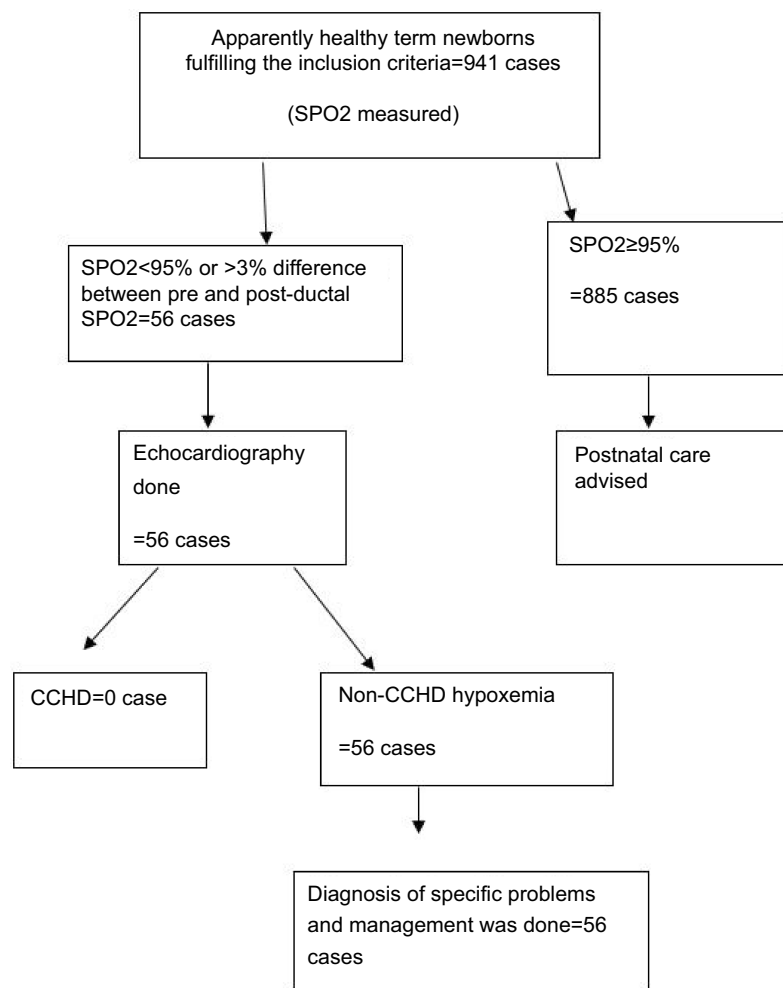 Apparently healthy term newborns
fulfilling the inclusion criteria=941 cases
(SPO2 measured)
SPO2<95% or >3% difference
between pre and post-ductal
SPO2=56 cases
SPO2≥95%
=885 cases
Echocardiography
done
=56 cases
Postnatal care
advised
CCHD=0 case
Non-CCHD hypoxemia
=56 cases
Diagnosis of specific problems
and management was done=56
cases